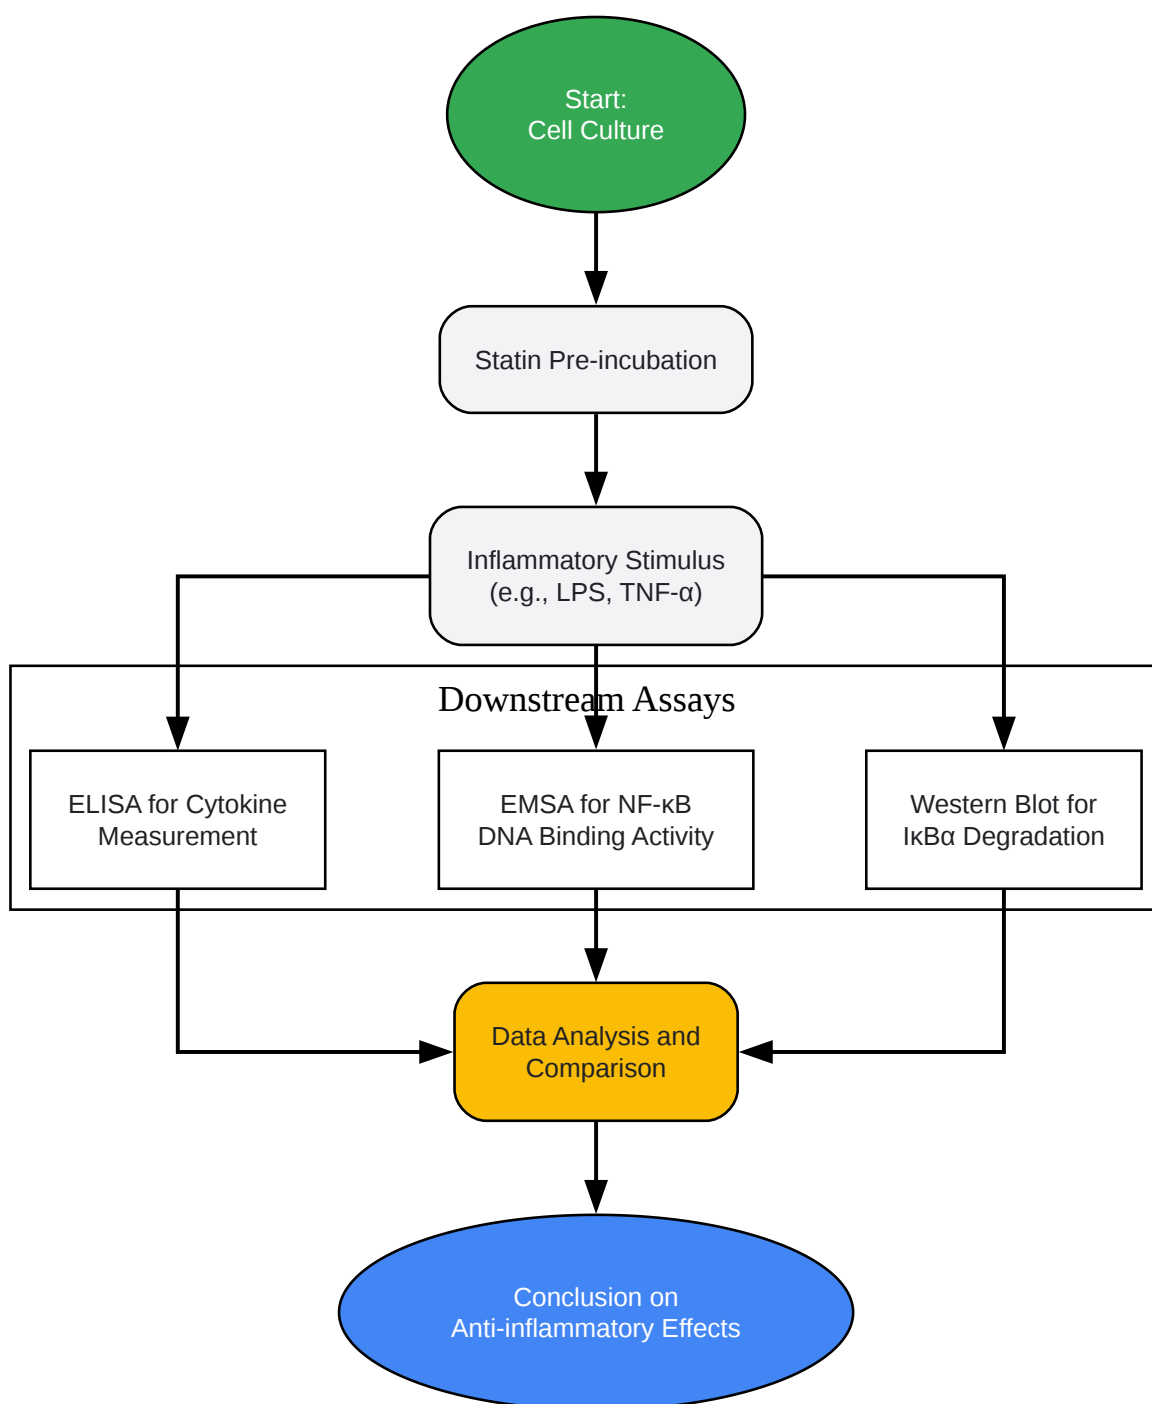 Start:
Cell Culture
Statin Pre-incubation
Inflammatory Stimulus
(e.g., LPS, TNF-α)
Downstream Assays
ELISA for Cytokine
Measurement
EMSA for NF-κB
DNA Binding Activity
Western Blot for
IκBα Degradation
Data Analysis and
Comparison
Conclusion on
Anti-inflammatory Effects